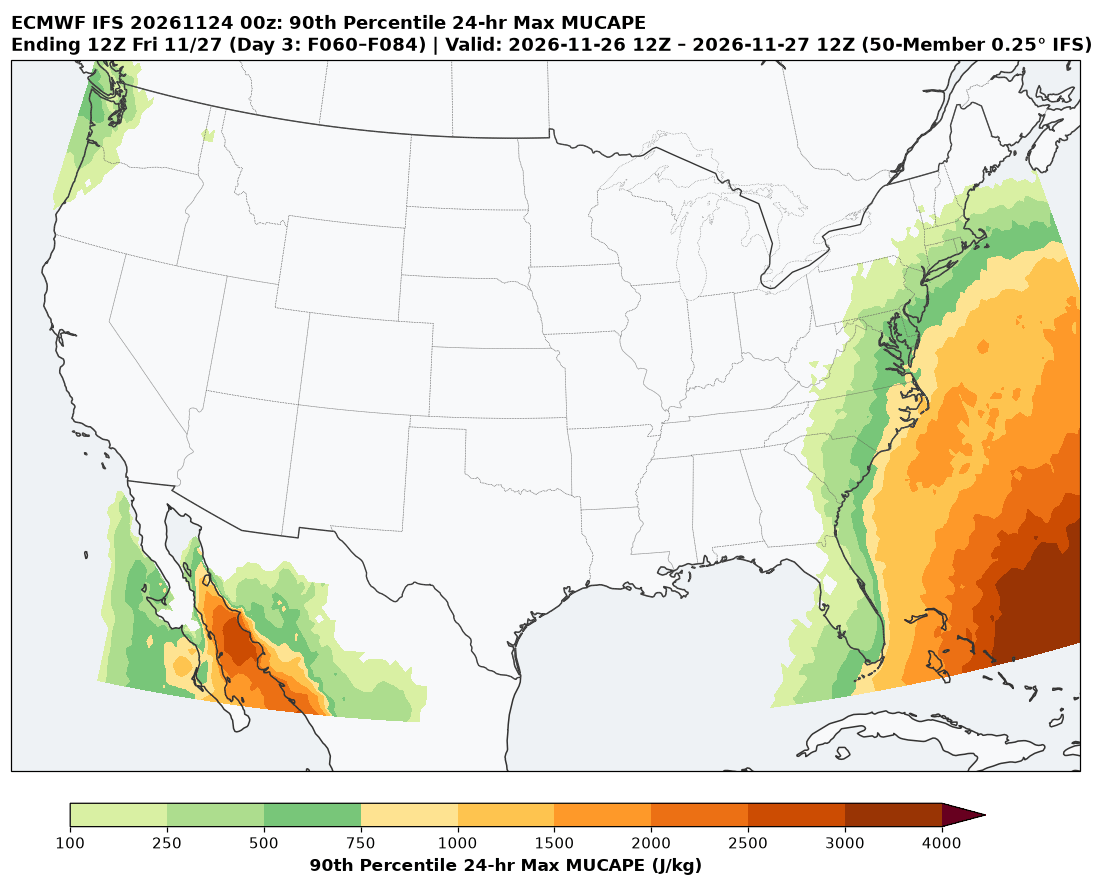 ECMWF IFS 20261124 00z: 90th Percentile 24-hr Max MUCAPE
Ending 12Z Fri 11/27 (Day 3: F060–F084) | Valid: 2026-11-26 12Z – 2026-11-27 12Z (50-Member 0.25° IFS)
100 250 500 750 1000 1500 2000 2500 3000 4000
90th Percentile 24-hr Max MUCAPE (J/kg)